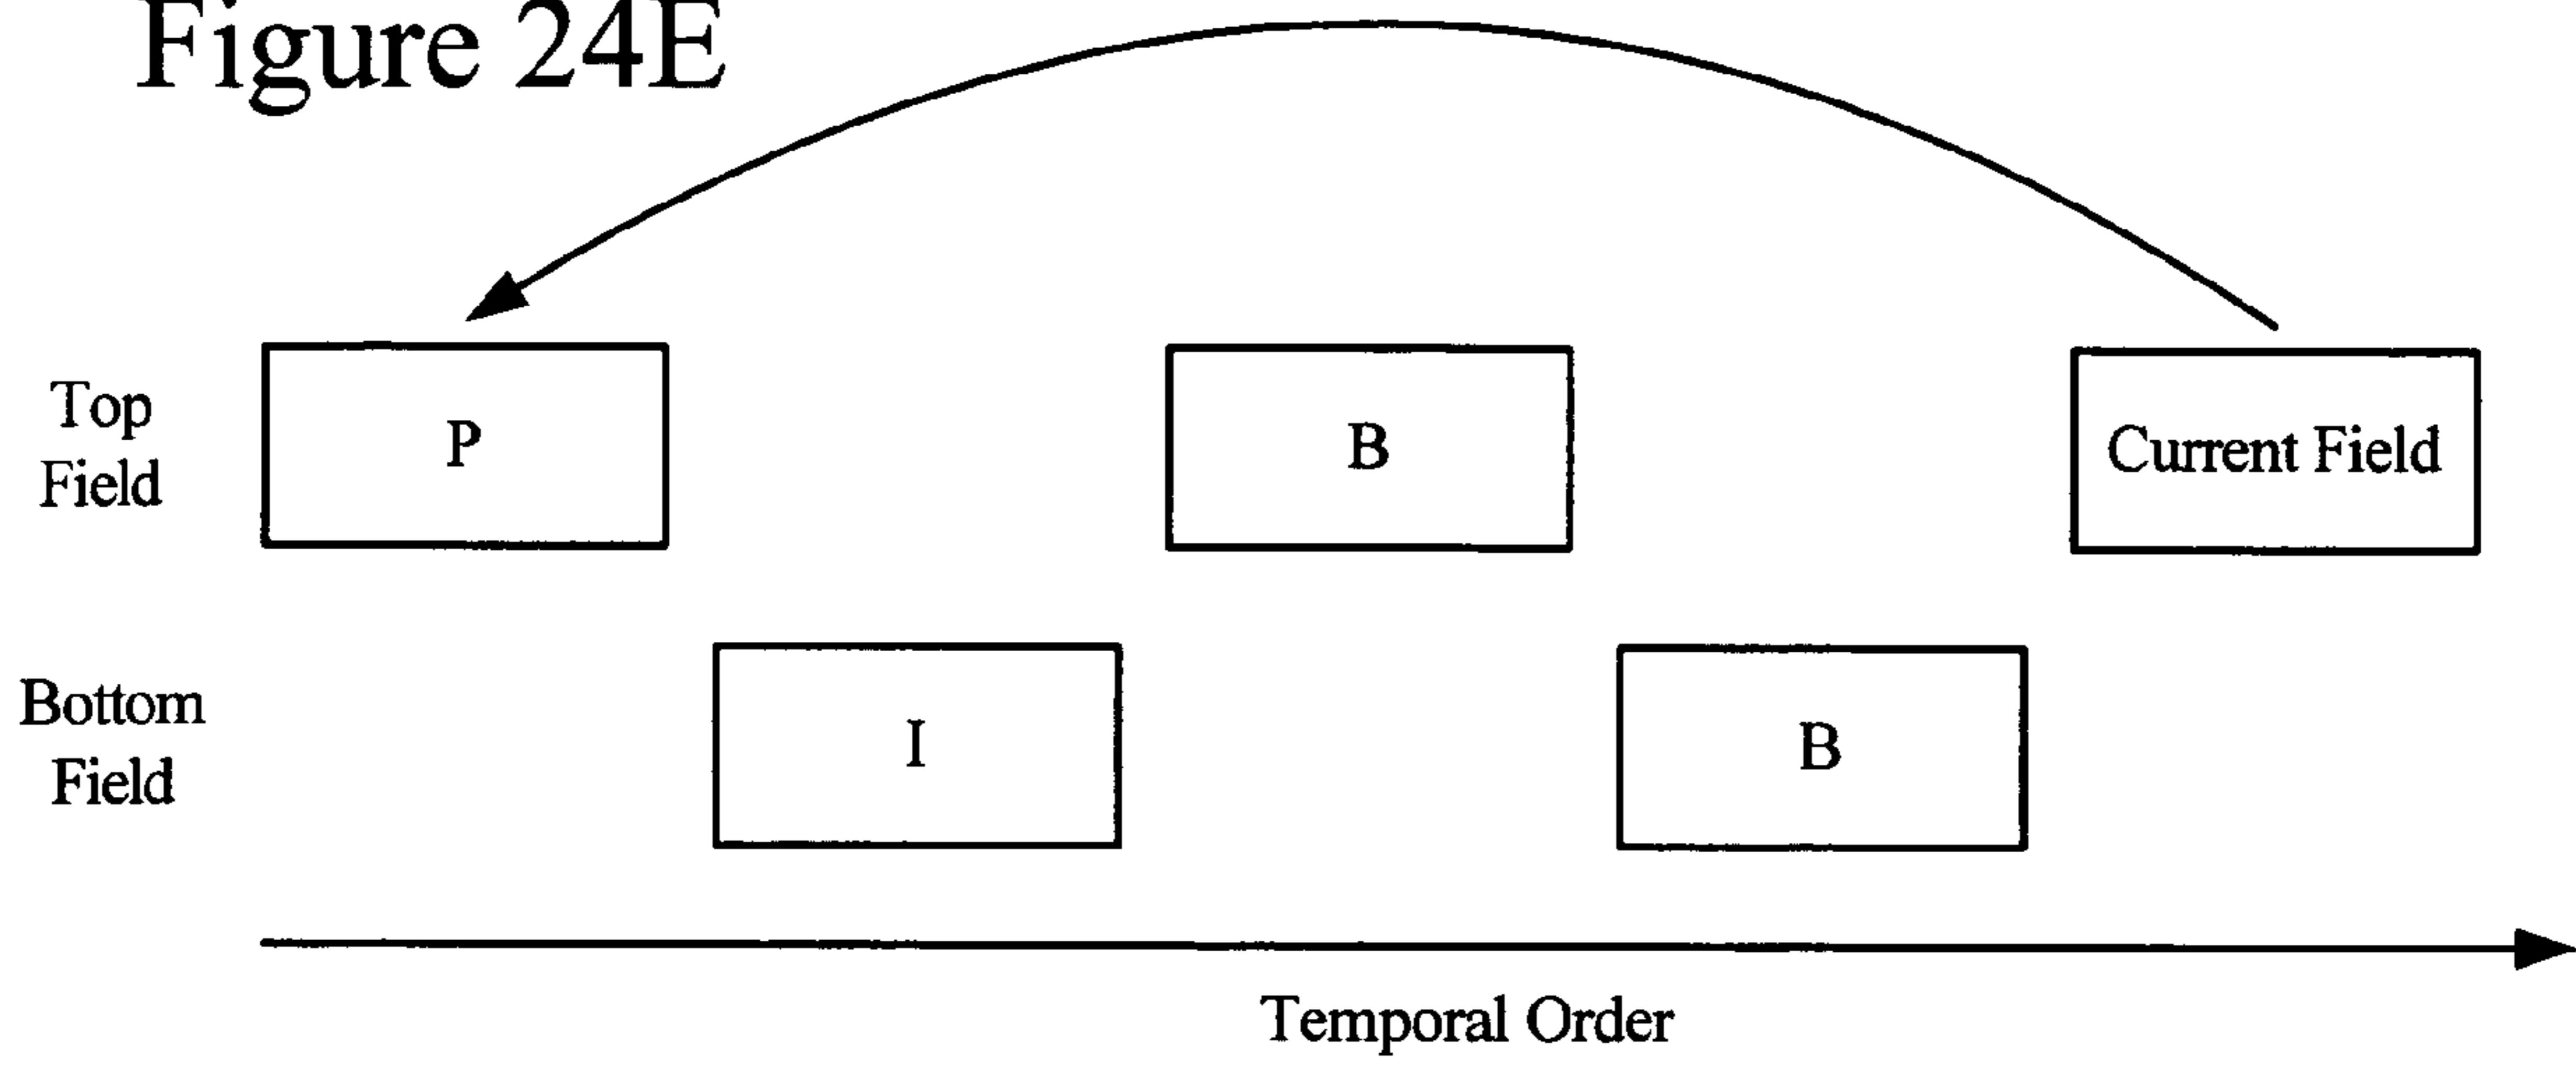 Figure 24E
Top
Field
P
B
Current Field
Bottom
Field
I
B
Temporal Order